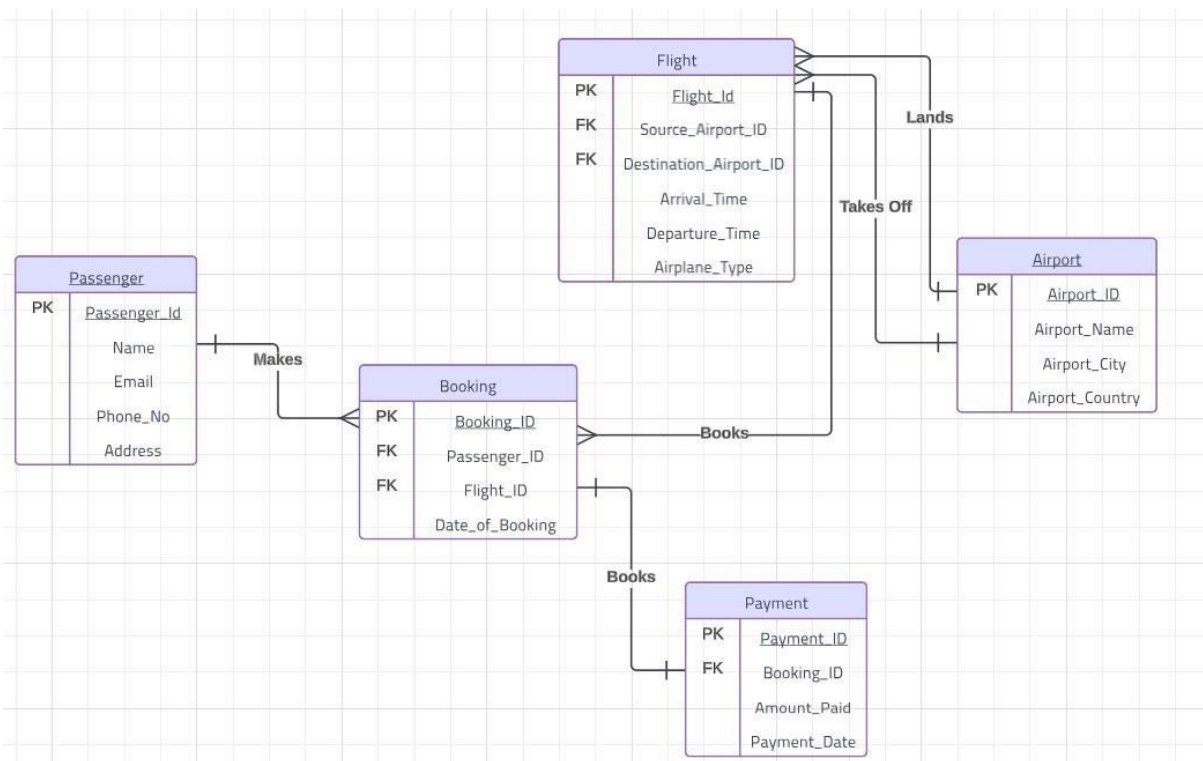 Flight
PK Flight_Id
FK Source_Airport_ID
FK Destination_Airport_ID
Arrival_Time
Departure_Time
Airplane_Type
Lands
Takes Off
Airport
PK Airport_ID
Airport_Name
Airport_City
Airport_Country
Passenger
PK Passenger_Id
Name
Email
Phone_No
Address
Makes
Booking
PK Booking_ID
FK Passenger_ID
FK Flight_ID
Date_of_Booking
Books
Books
Payment
PK Payment_ID
FK Booking_ID
Amount_Paid
Payment_Date